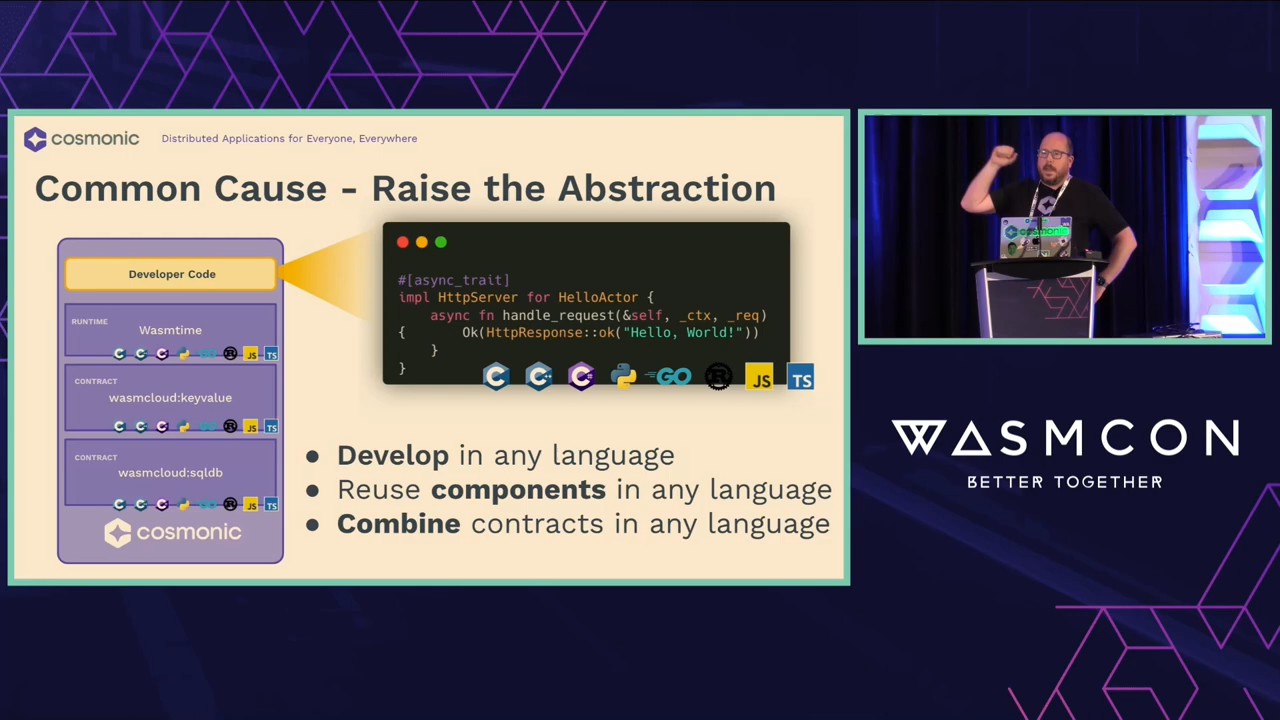 cosmonic
Distributed Applications for Everyone, Everywhere
Common Cause - Raise the Abstraction
Developer Code
RUNTIME
Wasmtime
CONTRACT
wasmcloud:keyvalue
CONTRACT
wasmcloud:sqldb
cosmonic
#[async_trait]
impl HttpServer for HelloActor {
async fn handle_request(&self, _ctx, _req)
{ Ok(HttpResponse::ok("Hello, World!"))
}
}
C C++ C# GO JS TS
● Develop in any language
● Reuse components in any language
● Combine contracts in any language
cosmonic
WASMCON
BETTER TOGETHER